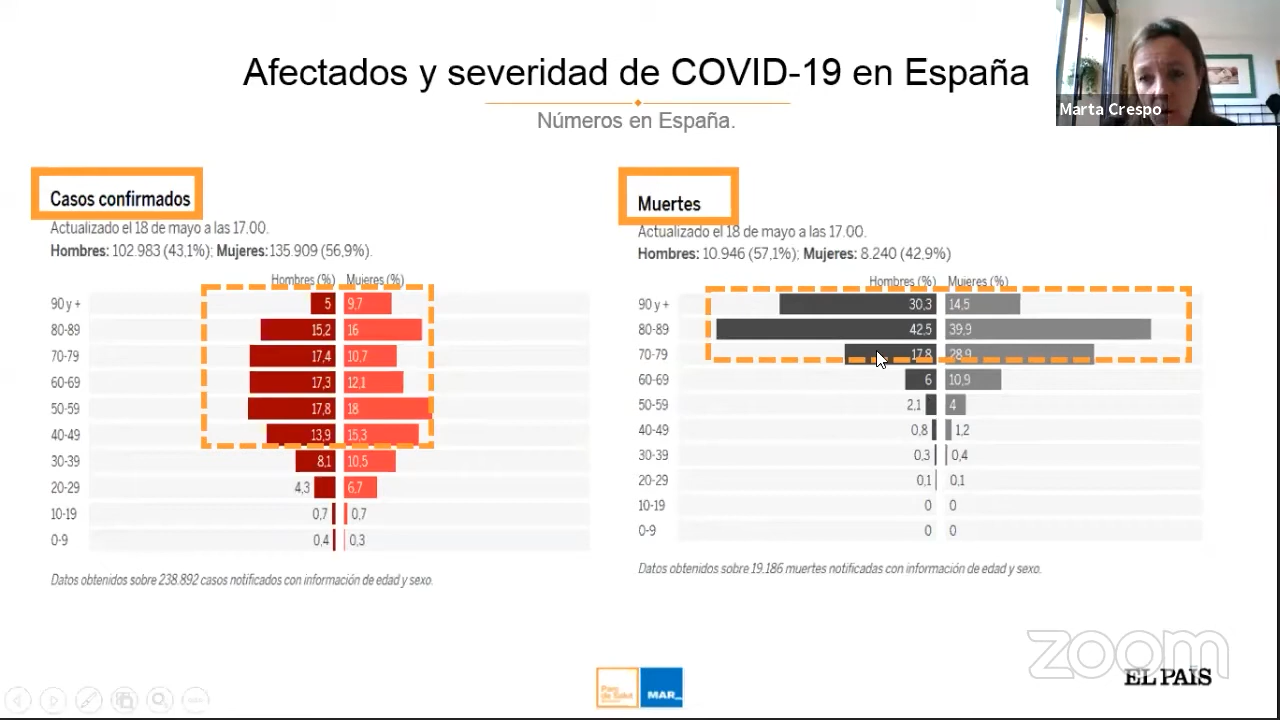 Afectados y severidad de COVID-19 en España
Números en España.
Marta Crespo
Casos confirmados
Actualizado el 18 de mayo a las 17.00.
Hombres: 102.983 (43,1%); Mujeres: 135.909 (56,9%).
Hombres (%) Mujeres (%)
90 y + 5 9,7
80-89 15,2 16
70-79 17,4 10,7
60-69 17,3 12,1
50-59 17,8 18
40-49 13,9 15,3
30-39 8,1 10,5
20-29 4,3 6,7
10-19 0,7 0,7
0-9 0,4 0,3
Datos obtenidos sobre 238.892 casos notificados con información de edad y sexo.
Muertes
Actualizado el 18 de mayo a las 17.00.
Hombres: 10.946 (57,1%); Mujeres: 8.240 (42,9%)
Hombres (%) Mujeres (%)
90 y + 30,3 14,5
80-89 42,5 39,9
70-79 17,8 28,9
60-69 6 10,9
50-59 2,1 4
40-49 0,8 1,2
30-39 0,3 0,4
20-29 0,1 0,1
10-19 0 0
0-9 0 0
Datos obtenidos sobre 19.186 muertes notificadas con información de edad y sexo.
Parc
de Salut
MAR
zoom
EL PAÍS